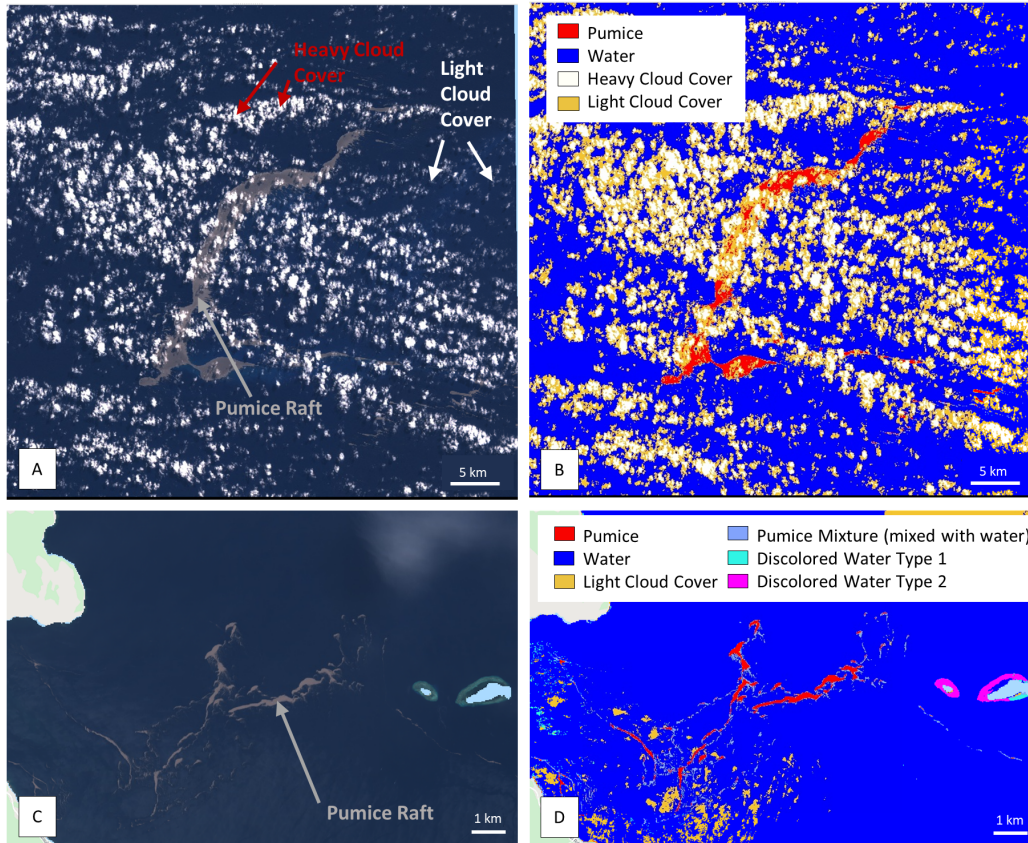 Heavy Cloud
Cover
Light
Cloud
Cover
Pumice Raft
A
5 km
Pumice
Water
Heavy Cloud Cover
Light Cloud Cover
B
5 km
Pumice Raft
C
1 km
Pumice
Water
Light Cloud Cover
Pumice Mixture (mixed with water)
Discolored Water Type 1
Discolored Water Type 2
D
1 km